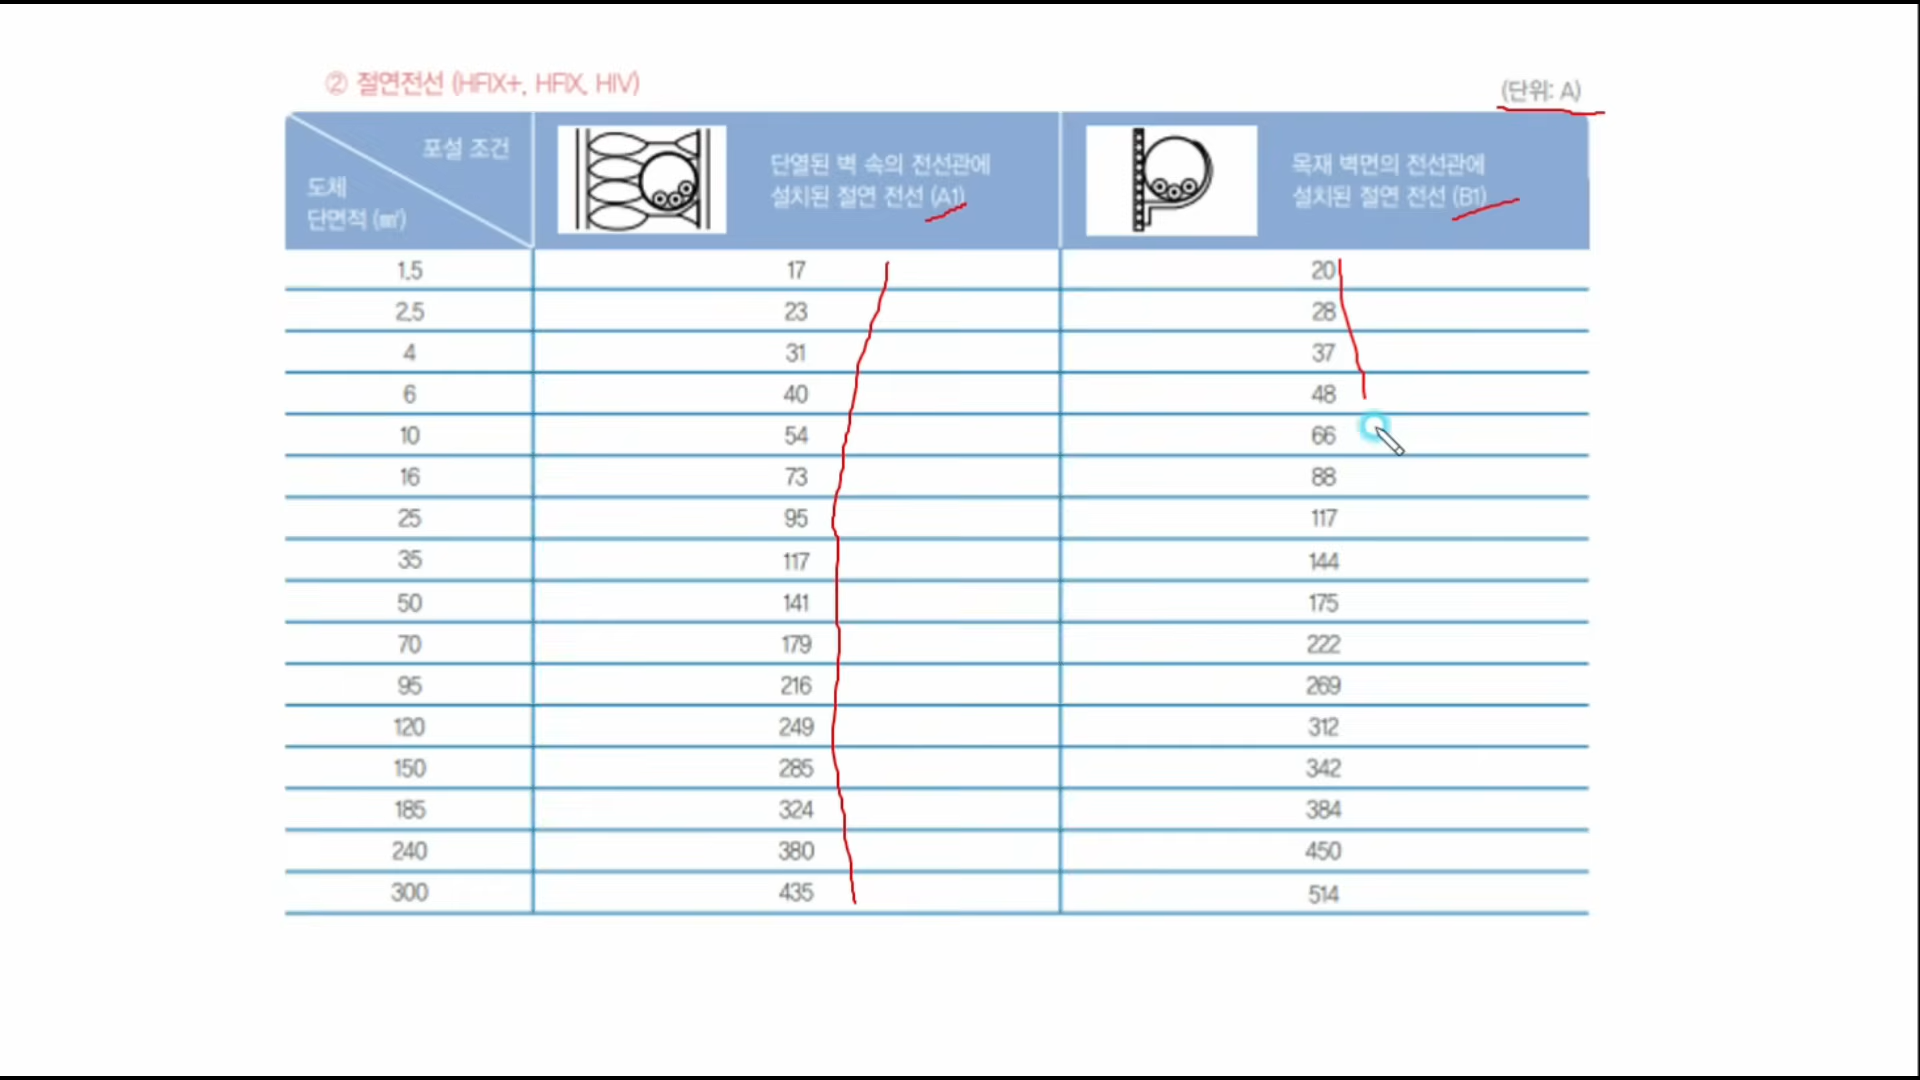 ② 절연전선 (HFIX+, HFIX, HIV)
(단위: A)
포설 조건
도체
단면적 (㎟)
단열된 벽 속의 전선관에
설치된 절연 전선 (A1)
목재 벽면의 전선관에
설치된 절연 전선 (B1)
1.5 17 20
2.5 23 28
4 31 37
6 40 48
10 54 66
16 73 88
25 95 117
35 117 144
50 141 175
70 179 222
95 216 269
120 249 312
150 285 342
185 324 384
240 380 450
300 435 514